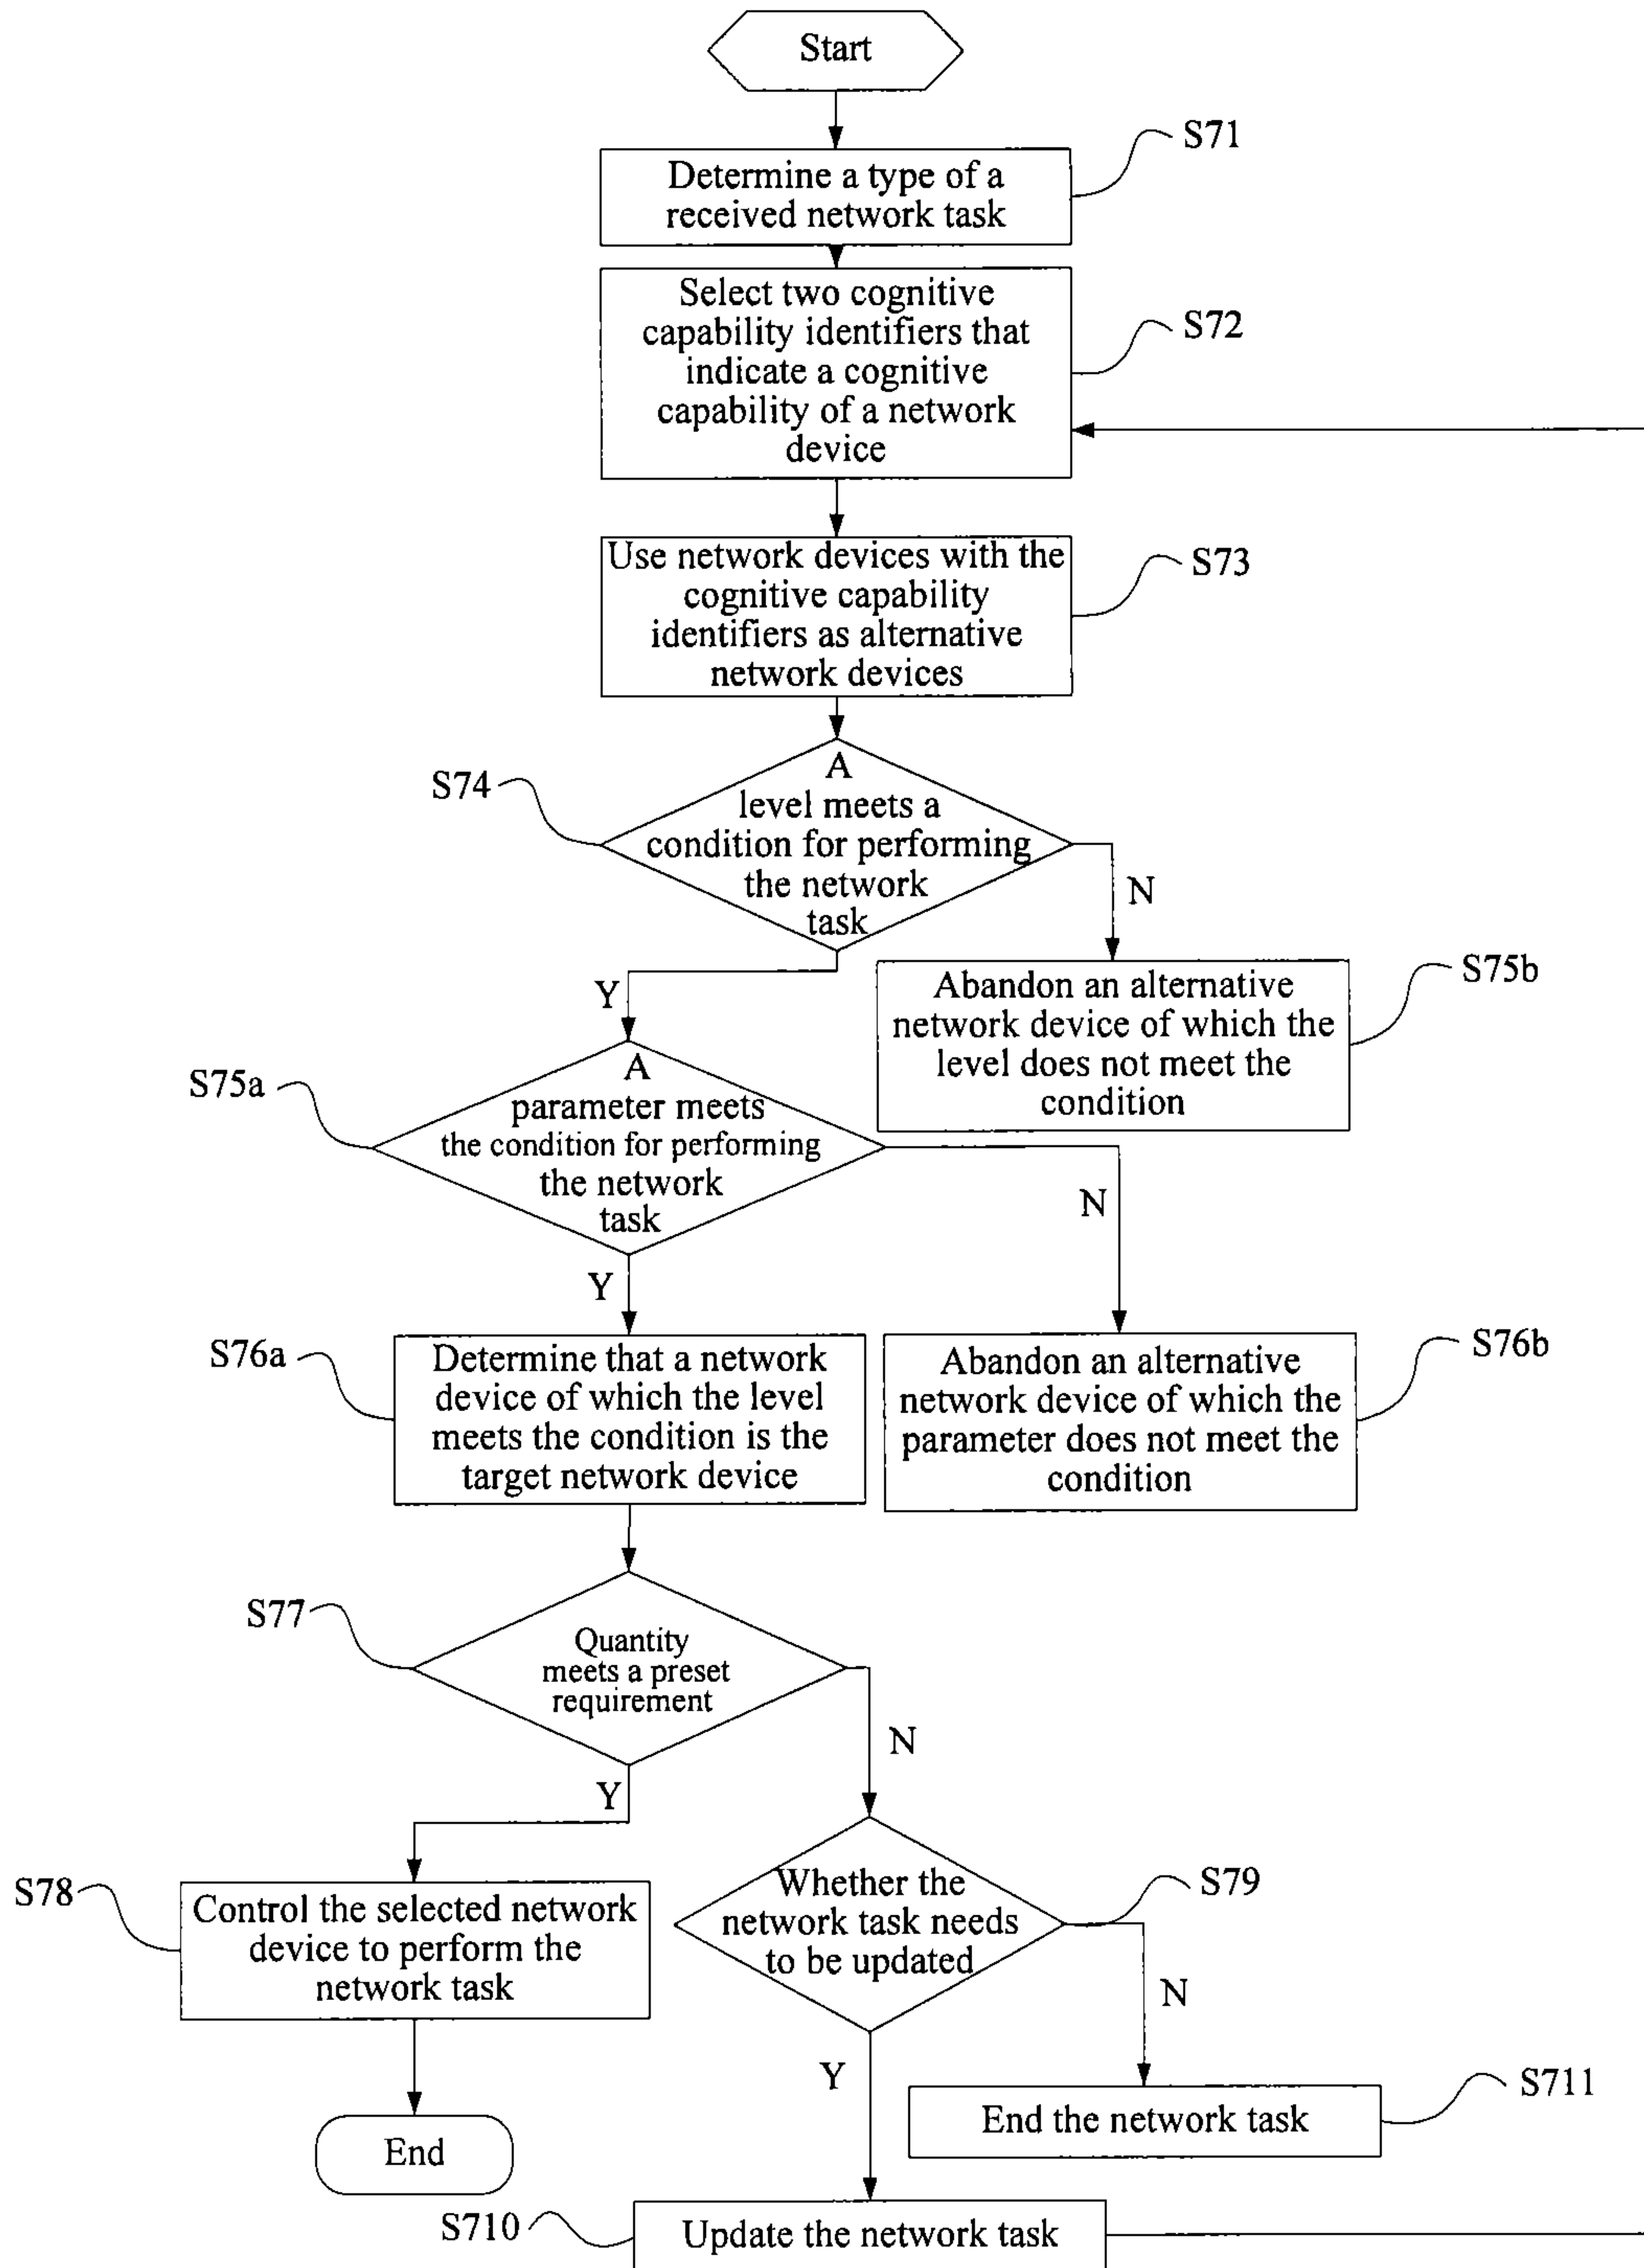 Start
S71
Determine a type of a
received network task
Select two cognitive
capability identifiers that
indicate a cognitive
capability of a network
device
S72
Use network devices with the
cognitive capability
identifiers as alternative
network devices
S73
S74
A
level meets a
condition for performing
the network
task
N
Y
S75b
Abandon an alternative
network device of which the
level does not meet the
condition
S75a
A
parameter meets
the condition for performing
the network
task
N
Y
S76a
Determine that a network
device of which the level
meets the condition is the
target network device
S76b
Abandon an alternative
network device of which the
parameter does not meet the
condition
S77
Quantity
meets a preset
requirement
N
Y
S78
Control the selected network
device to perform the
network task
Whether the
network task needs
to be updated
S79
N
Y
S711
End the network task
End
S710
Update the network task